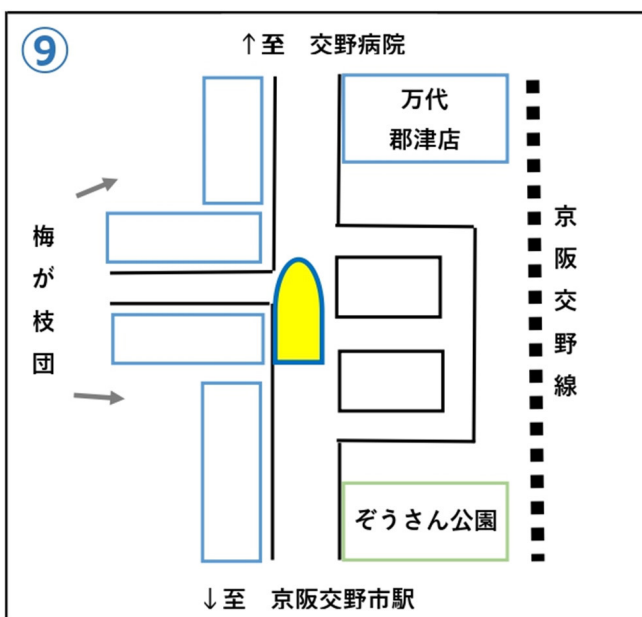 ⑨
↑至　交野病院
万代
郡津店
梅が枝団
京阪交野線
ぞうさん公園
↓至　京阪交野市駅